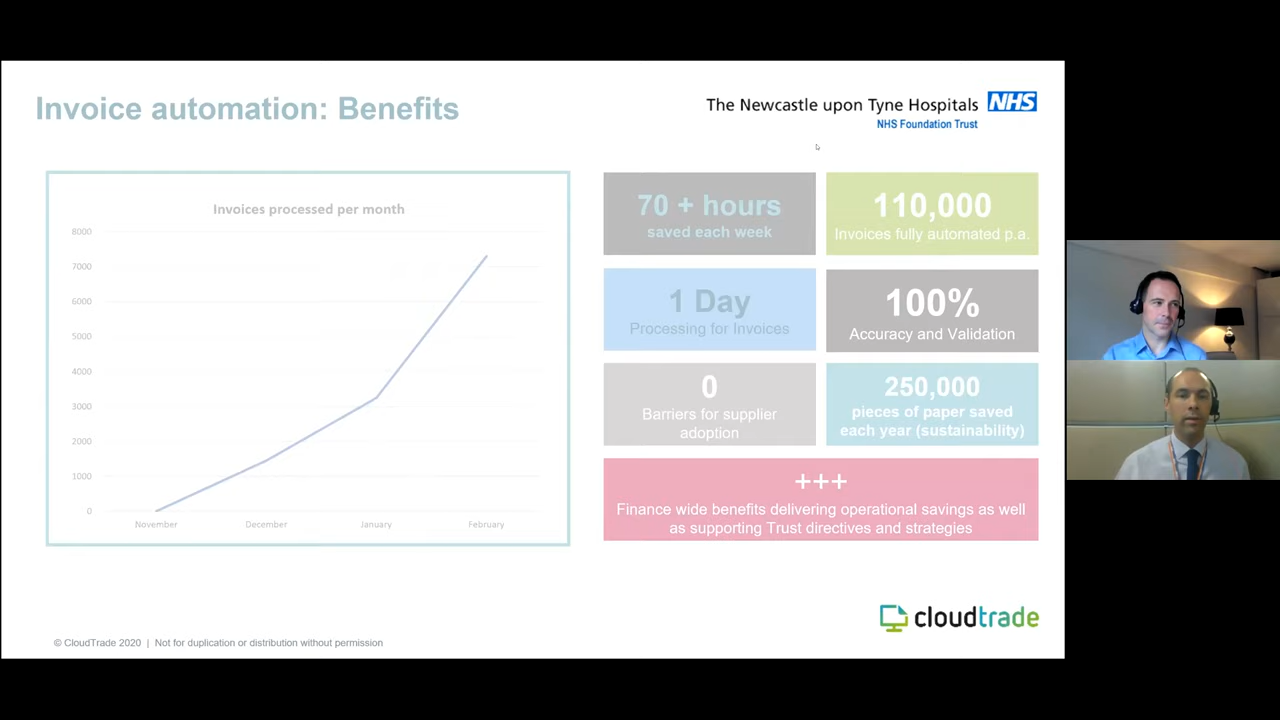 Invoice automation: Benefits
The Newcastle upon Tyne Hospitals NHS
NHS Foundation Trust
Invoices processed per month
8000
7000
6000
5000
4000
3000
2000
1000
0
November December January February
70 + hours
saved each week
110,000
Invoices fully automated p.a.
1 Day
Processing for Invoices
100%
Accuracy and Validation
0
Barriers for supplier
adoption
250,000
pieces of paper saved
each year (sustainability)
+++
Finance wide benefits delivering operational savings as well
as supporting Trust directives and strategies
cloudtrade
© CloudTrade 2020 | Not for duplication or distribution without permission